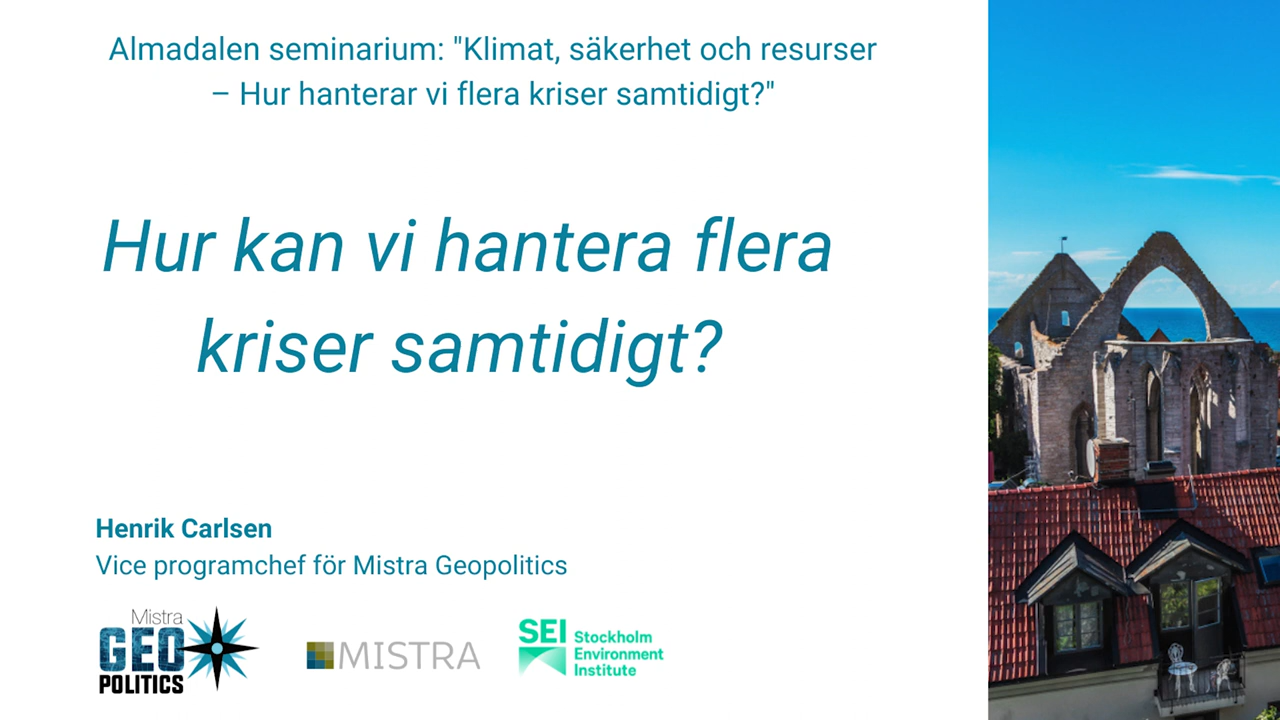 Almadalen seminarium: "Klimat, säkerhet och resurser
– Hur hanterar vi flera kriser samtidigt?"
Hur kan vi hantera flera
kriser samtidigt?
Henrik Carlsen
Vice programchef för Mistra Geopolitics
Mistra
GEO
POLITICS
MISTRA
SEI Stockholm
Environment
Institute